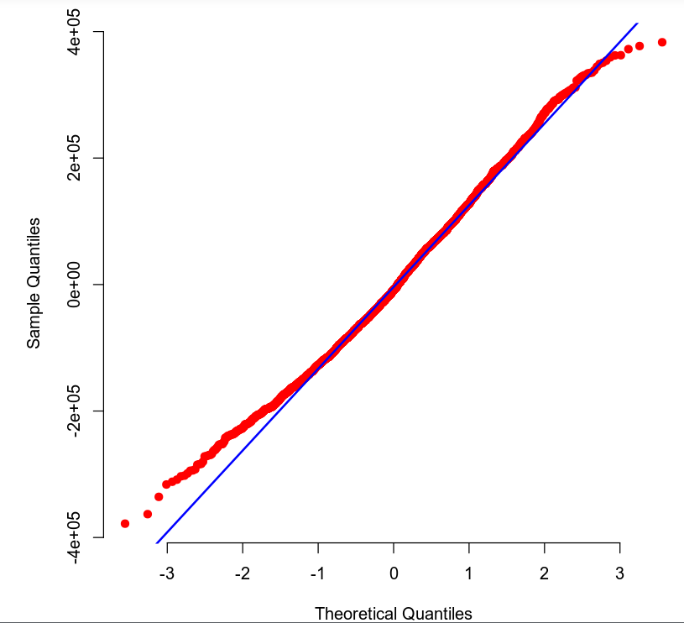 4e+05
2e+05
0e+00
-2e+05
-4e+05
Sample Quantiles
-3 -2 -1 0 1 2 3
Theoretical Quantiles